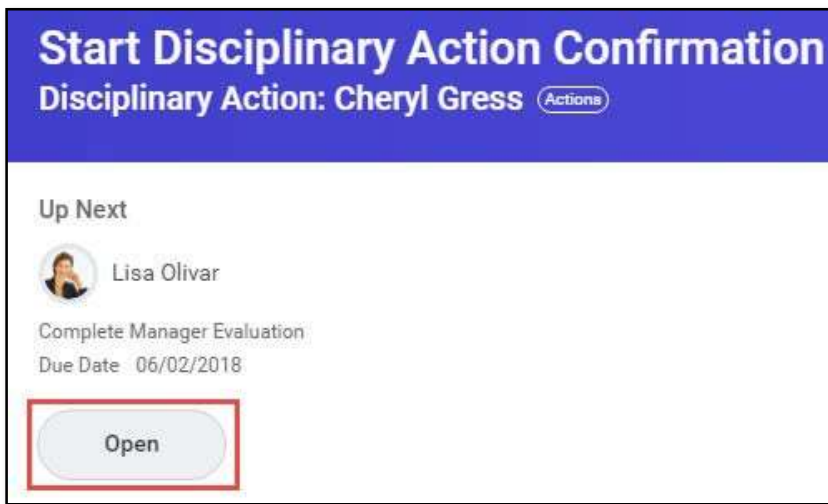 Start Disciplinary Action Confirmation
Disciplinary Action: Cheryl Gress Actions
Up Next
Lisa Olivar
Complete Manager Evaluation
Due Date 06/02/2018
Open